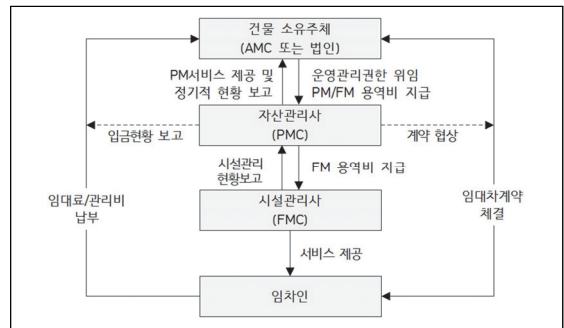 건물 소유주체
(AMC 또는 법인)
PM서비스 제공 및
정기적 현황 보고
운영관리권한 위임
PM/FM 용역비 지급
자산관리사
(PMC)
입금현황 보고
계약 협상
시설관리
현황보고
FM 용역비 지급
임대료/관리비
납부
시설관리사
(FMC)
임대차계약
체결
서비스 제공
임차인